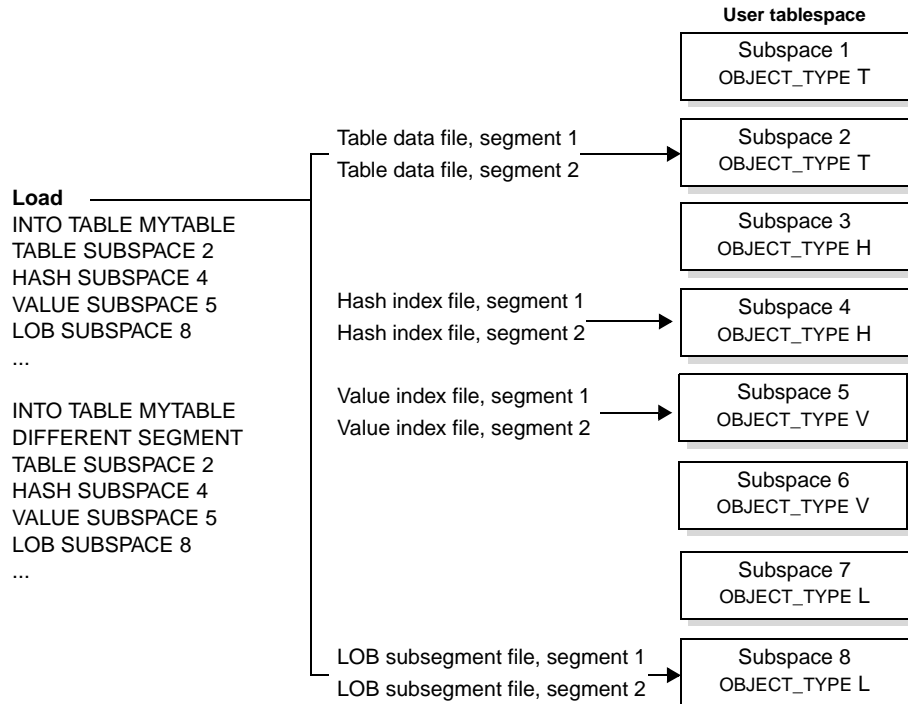 User tablespace
Subspace 1
OBJECT_TYPE T
Table data file, segment 1
Table data file, segment 2
Subspace 2
OBJECT_TYPE T
Load
INTO TABLE MYTABLE
TABLE SUBSPACE 2
HASH SUBSPACE 4
VALUE SUBSPACE 5
LOB SUBSPACE 8
...
INTO TABLE MYTABLE
DIFFERENT SEGMENT
TABLE SUBSPACE 2
HASH SUBSPACE 4
VALUE SUBSPACE 5
LOB SUBSPACE 8
...
Subspace 3
OBJECT_TYPE H
Hash index file, segment 1
Hash index file, segment 2
Subspace 4
OBJECT_TYPE H
Value index file, segment 1
Value index file, segment 2
Subspace 5
OBJECT_TYPE V
Subspace 6
OBJECT_TYPE V
Subspace 7
OBJECT_TYPE L
LOB subsegment file, segment 1
LOB subsegment file, segment 2
Subspace 8
OBJECT_TYPE L